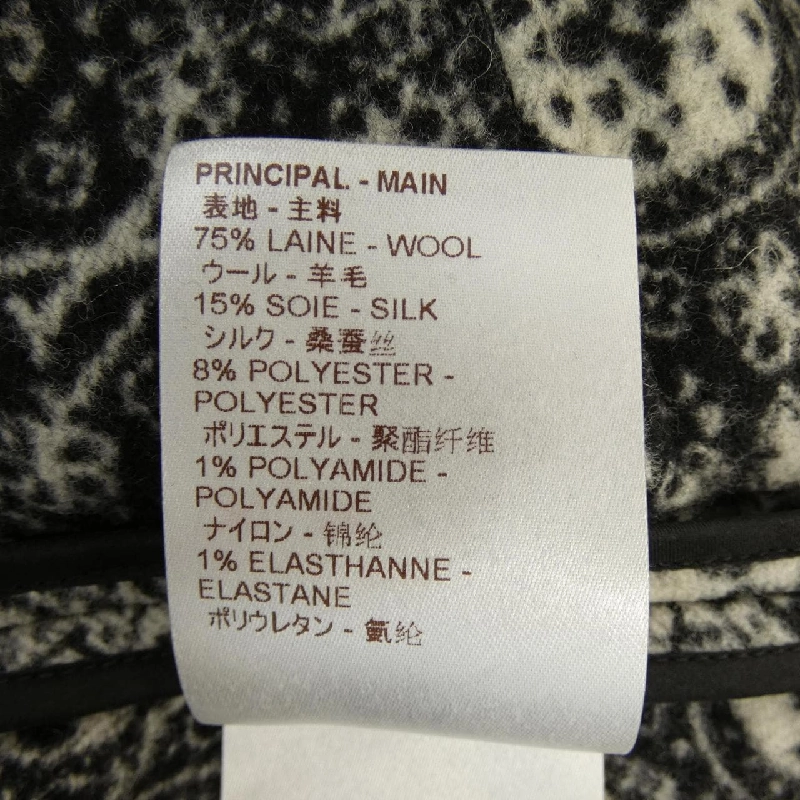 PRINCIPAL - MAIN
表地 - 主料
75% LAINE - WOOL
ウール - 羊毛
15% SOIE - SILK
シルク - 桑蚕丝
8% POLYESTER -
POLYESTER
ポリエステル - 聚酯纤维
1% POLYAMIDE -
POLYAMIDE
ナイロン - 锦纶
1% ELASTHANNE -
ELASTANE
ポリウレタン - 氨纶